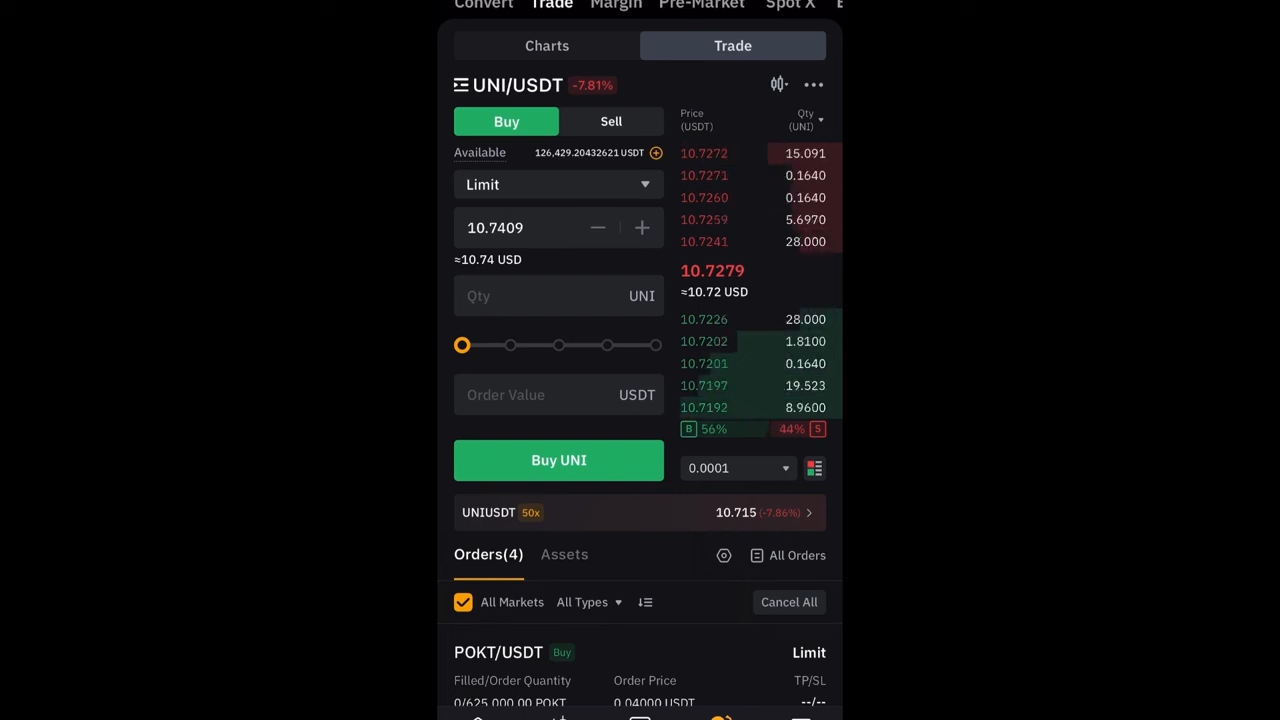 Convert Trade Margin Pre-Market Spot X
Charts Trade
UNI/USDT -7.81%
Buy Sell
Available 126,429.20432621 USDT
Limit
10.7409
≈10.74 USD
Qty UNI
Order Value USDT
Buy UNI
Price Qty
(USDT) (UNI)
10.7272 15.091
10.7271 0.1640
10.7260 0.1640
10.7259 5.6970
10.7241 28.000
10.7279
≈10.72 USD
10.7226 28.000
10.7202 1.8100
10.7201 0.1640
10.7197 19.523
10.7192 8.9600
B 56% 44% S
0.0001
UNIUSDT 50x 10.715 (-7.86%)
Orders(4) Assets All Orders
All Markets All Types Cancel All
POKT/USDT Buy Limit
Filled/Order Quantity Order Price TP/SL
0/625,000.00 POKT 0.04000 USDT --/--